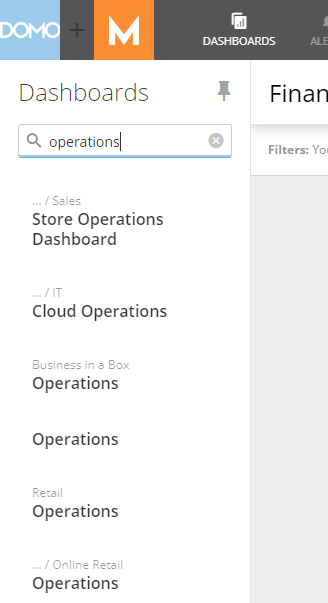 DOMO + M
DASHBOARDS
ALE
Dashboards
Finan
operations
Filters: You
... / Sales
Store Operations
Dashboard
... / IT
Cloud Operations
Business in a Box
Operations
Operations
Retail
Operations
... / Online Retail
Operations